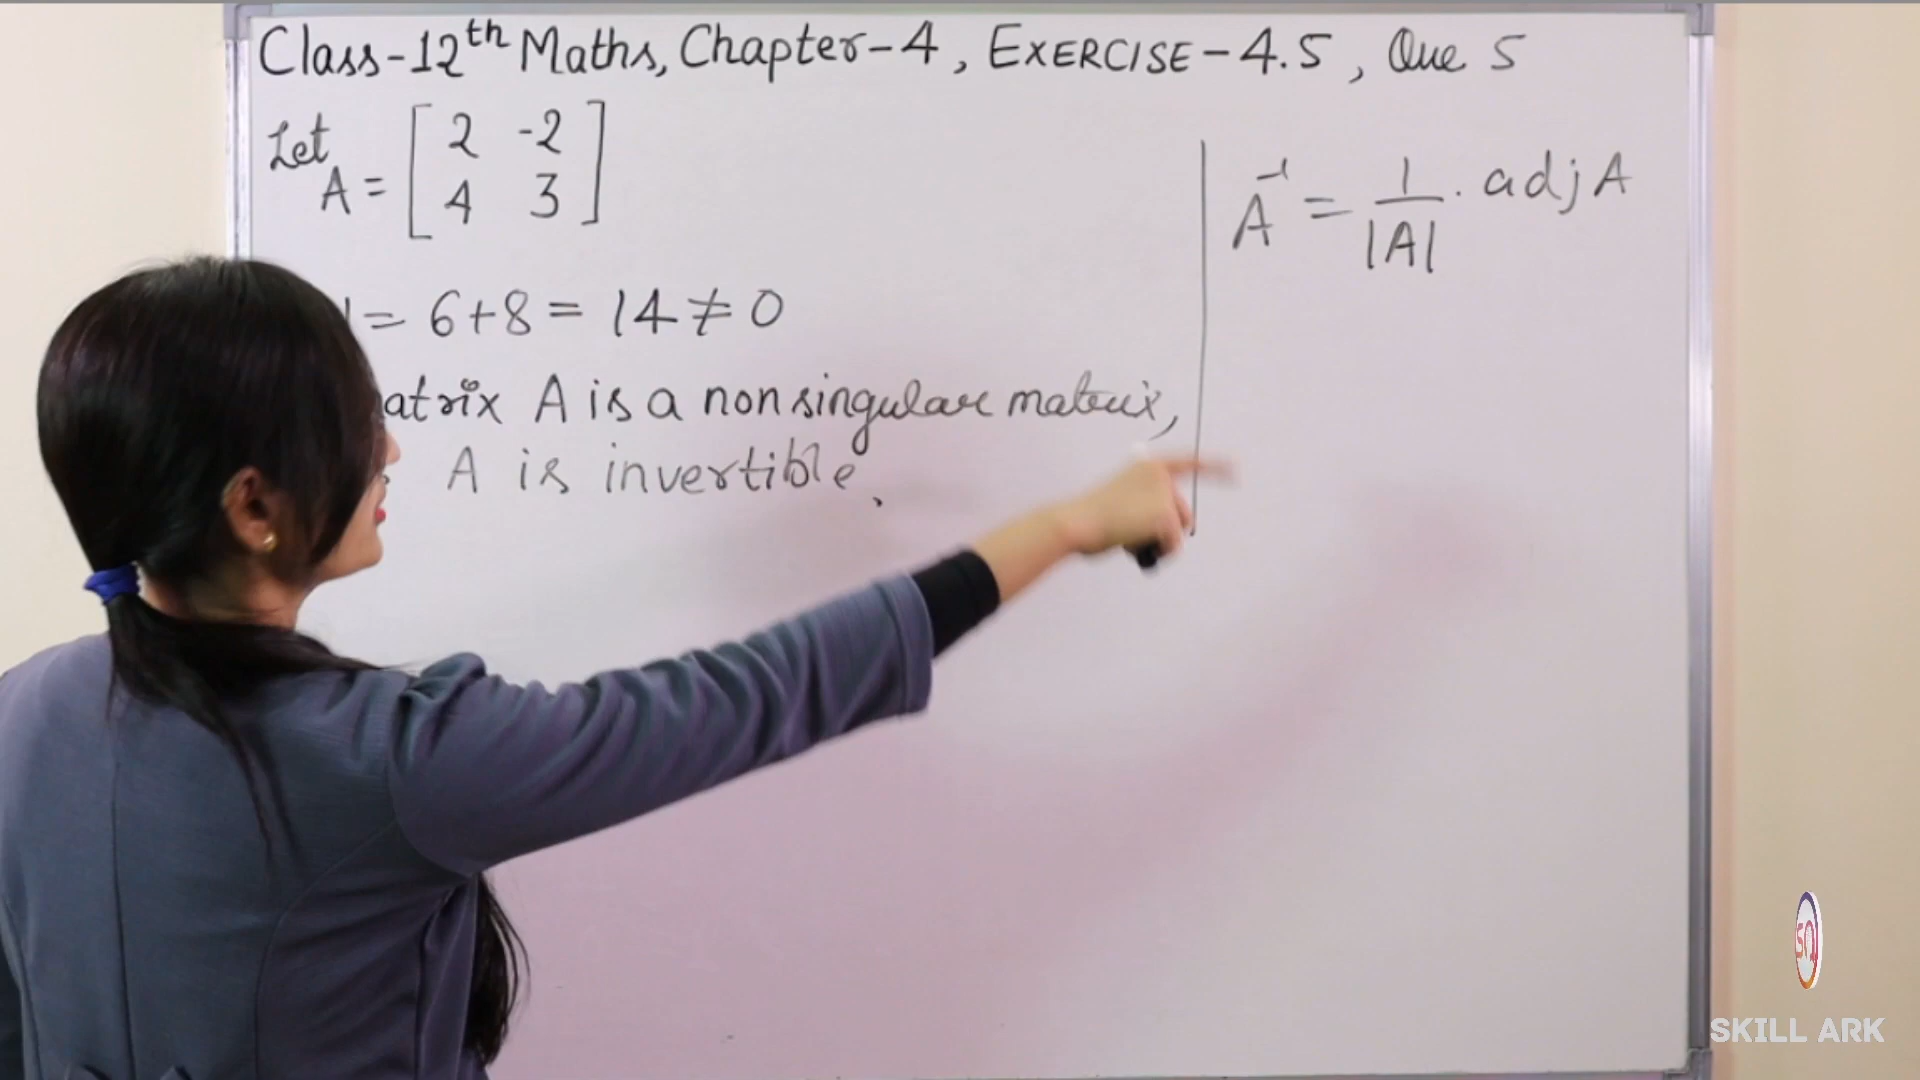 Class-12th Maths, Chapter-4, EXERCISE-4.5, Que 5
Let
A = [ 2 -2
4 3 ]
| = 6+8 = 14 ≠ 0
atrix A is a non singular matrix,
A is invertible.
A⁻¹ = 1/|A| . adj A
SKILL ARK